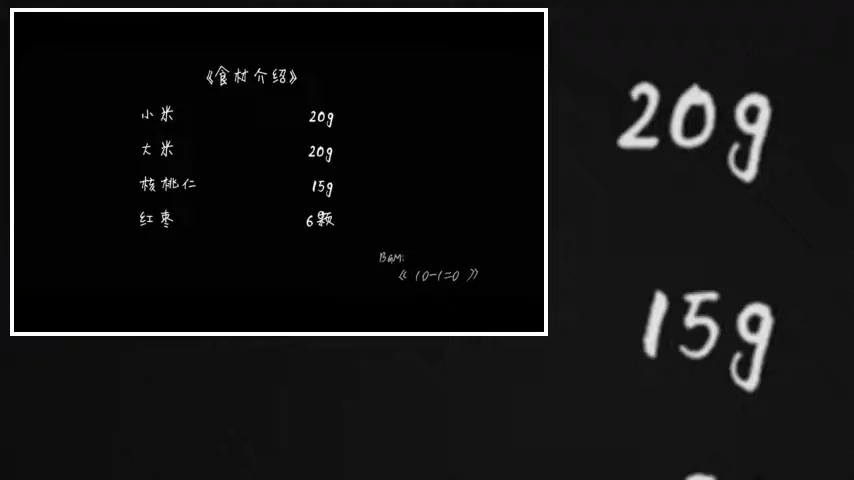 《食材介绍》
小米 20g
大米 20g
核桃仁 15g
红枣 6颗
BGM:
《10-1=0》
20g
15g